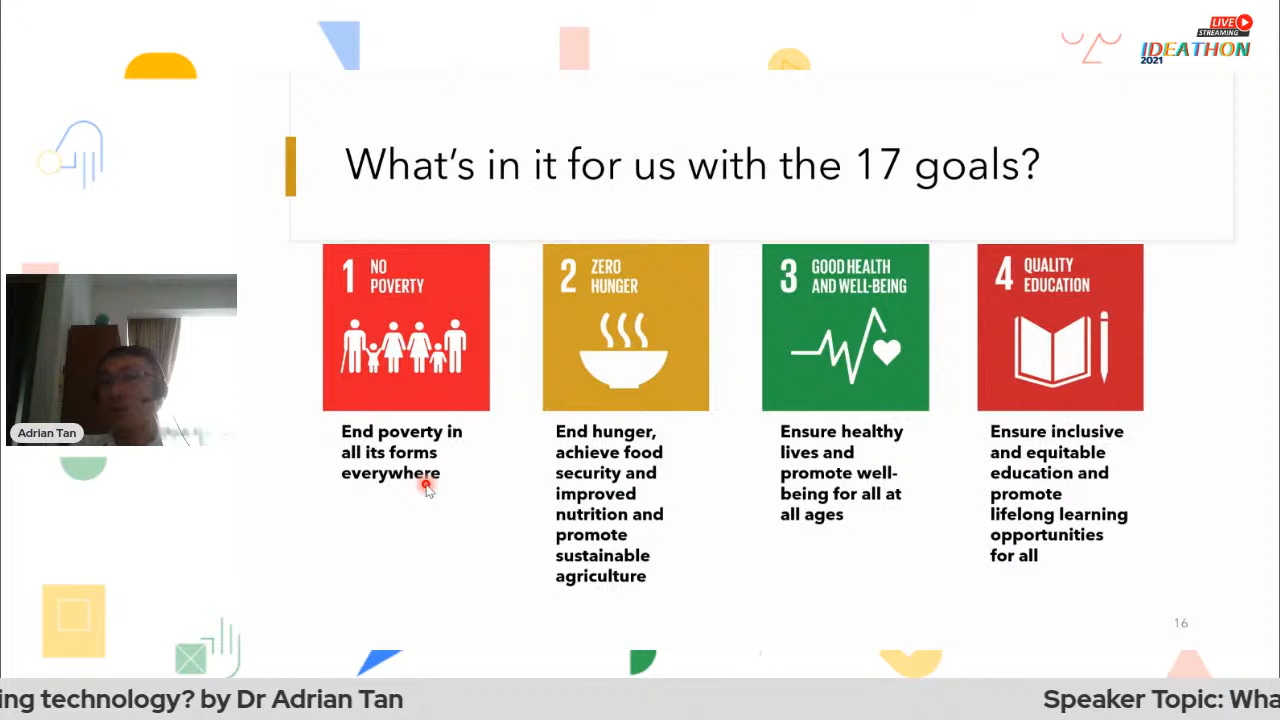 LIVE
STREAMING
IDEATHON
2021
What's in it for us with the 17 goals?
1 NO
POVERTY
2 ZERO
HUNGER
3 GOOD HEALTH
AND WELL-BEING
4 QUALITY
EDUCATION
End poverty in
all its forms
everywhere
End hunger,
achieve food
security and
improved
nutrition and
promote
sustainable
agriculture
Ensure healthy
lives and
promote well-
being for all at
all ages
Ensure inclusive
and equitable
education and
promote
lifelong learning
opportunities
for all
Adrian Tan
16
ing technology? by Dr Adrian Tan
Speaker Topic: Wha